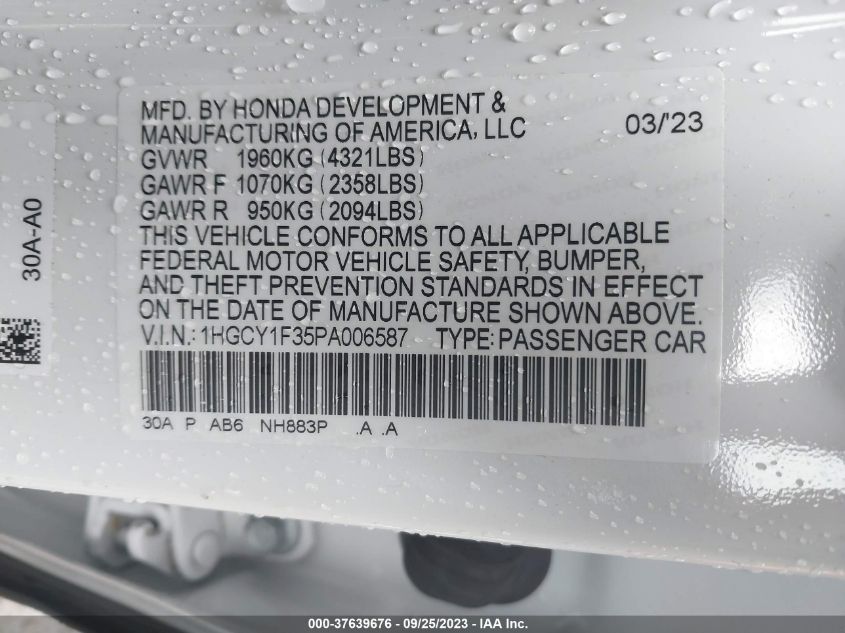 MFD. BY HONDA DEVELOPMENT &
MANUFACTURING OF AMERICA, LLC 03/'23
GVWR 1960KG (4321LBS)
GAWR F 1070KG (2358LBS)
GAWR R 950KG (2094LBS)
THIS VEHICLE CONFORMS TO ALL APPLICABLE
FEDERAL MOTOR VEHICLE SAFETY, BUMPER,
AND THEFT PREVENTION STANDARDS IN EFFECT
ON THE DATE OF MANUFACTURE SHOWN ABOVE.
V.I.N.: 1HGCY1F35PA006587 TYPE: PASSENGER CAR
30A P AB6 NH883P .A .A
30A-A0
000-37639676 - 09/25/2023 - IAA Inc.